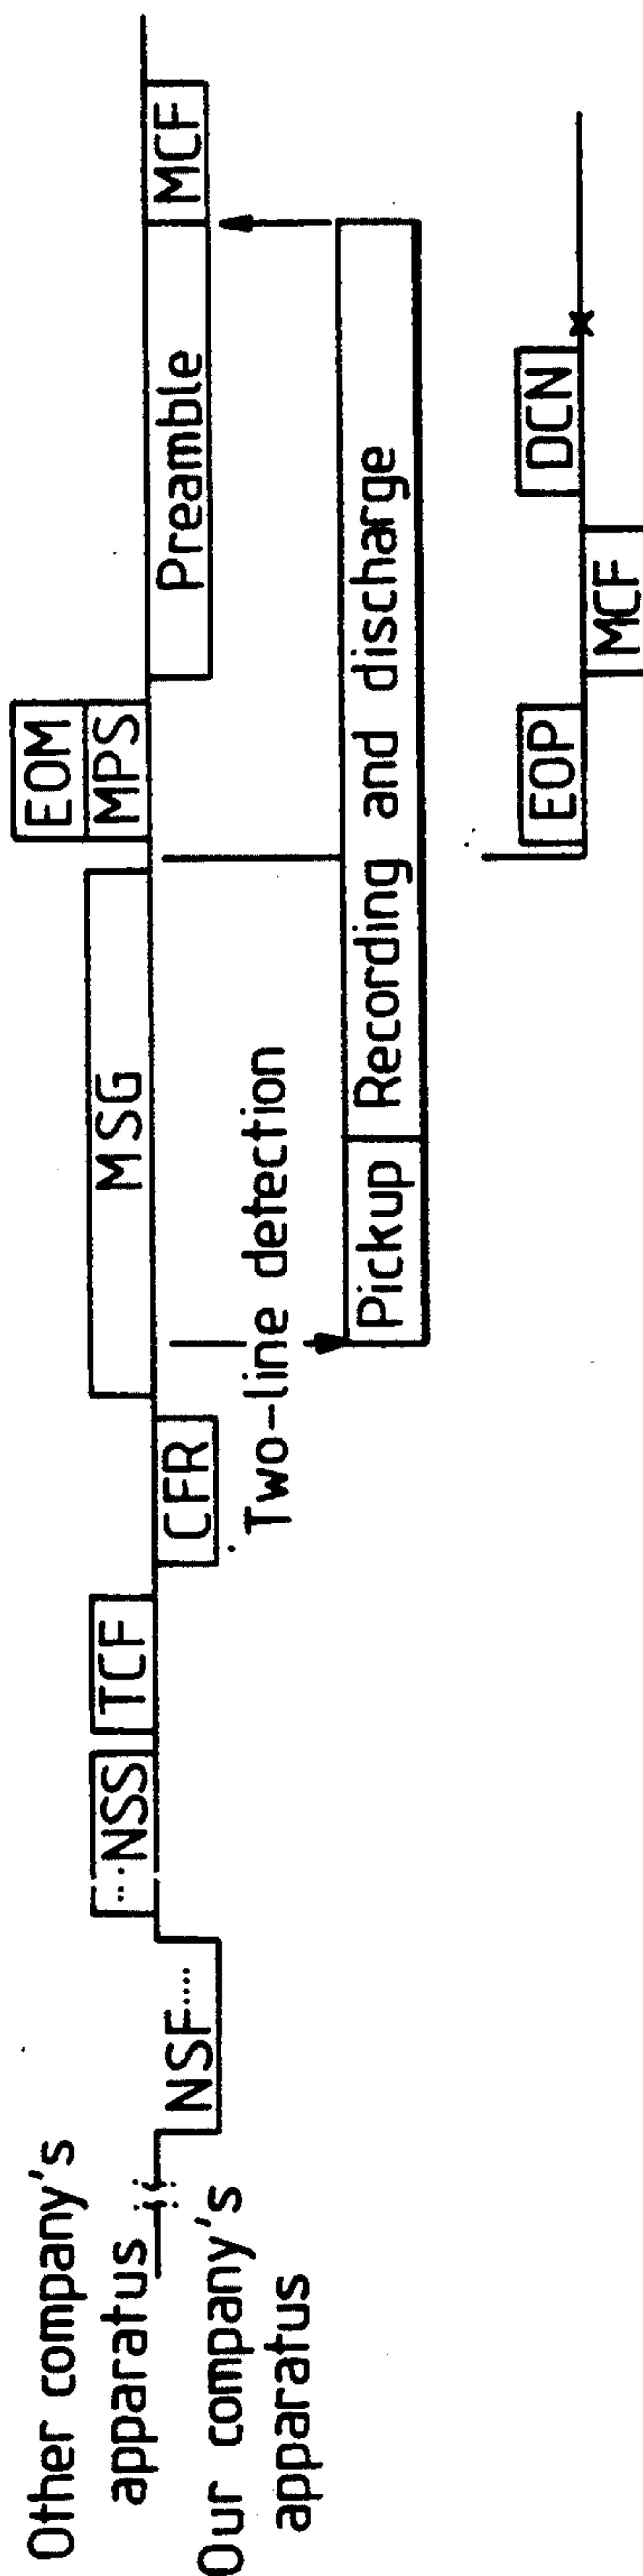 Other company's
apparatus
Our company's
apparatus
NSF....
...NSS
TCF
CFR
MSG
EOM
MPS
Preamble
MCF
Two-line detection
Pickup
Recording and discharge
EOP
MCF
DCN